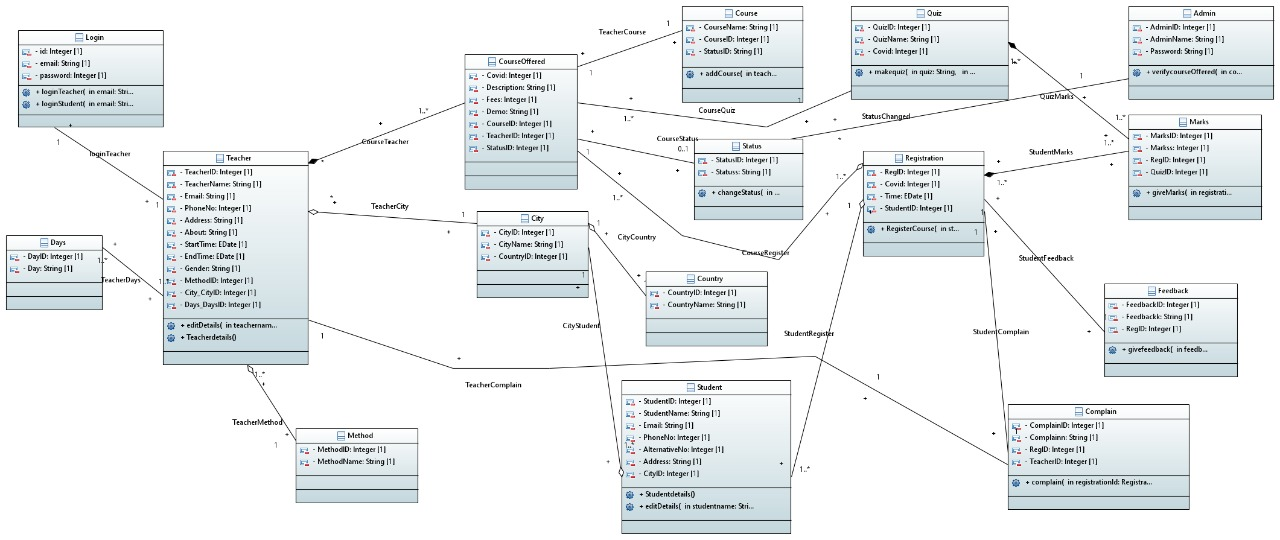 Login
- id: Integer [1]
- email: String [1]
- password: Integer [1]
+ loginTeacher( in email: Stri...
+ loginStudent( in email: Stri...
CourseOffered
- Covid: Integer [1]
- Description: String [1]
- Fees: Integer [1]
- Demo: String [1]
- CourseID: Integer [1]
- TeacherID: Integer [1]
- StatusID: Integer [1]
Course
- CourseName: String [1]
- CourseID: Integer [1]
- StatusID: String [1]
+ addCourse( in teach...
Quiz
- QuizID: Integer [1]
- QuizName: String [1]
- Covid: Integer [1]
+ makequiz( in quiz: String, in ...
Admin
- AdminID: Integer [1]
- AdminName: String [1]
- Password: String [1]
+ verifycourseOffered( in co...
Teacher
- TeacherID: Integer [1]
- TeacherName: String [1]
- Email: String [1]
- PhoneNo: Integer [1]
- Address: String [1]
- About: String [1]
- StartTime: EDate [1]
- EndTime: EDate [1]
- Gender: String [1]
- MethodID: Integer [1]
- City_CityID: Integer [1]
- Days_DaysID: Integer [1]
+ editDetails( in teachernam...
+ Teacherdetails()
Status
- StatusID: Integer [1]
- Statuss: String [1]
+ changeStatus( in ...
Registration
- RegID: Integer [1]
- Covid: Integer [1]
- Time: EDate [1]
- StudentID: Integer [1]
+ RegisterCourse( in st...
Marks
- MarksID: Integer [1]
- Markss: Integer [1]
- RegID: Integer [1]
- QuizID: Integer [1]
+ giveMarks( in registrati...
Days
- DayID: Integer [1]
- Day: String [1]
City
- CityID: Integer [1]
- CityName: String [1]
- CountryID: Integer [1]
Country
- CountryID: Integer [1]
- CountryName: String [1]
Feedback
- FeedbackID: Integer [1]
- Feedbackk: String [1]
- RegID: Integer [1]
+ givefeedback( in feedb...
Method
- MethodID: Integer [1]
- MethodName: String [1]
Student
- StudentID: Integer [1]
- StudentName: String [1]
- Email: String [1]
- PhoneNo: Integer [1]
- AlternativeNo: Integer [1]
- Address: String [1]
- CityID: Integer [1]
+ Studentdetails()
+ editDetails( in studentname: Stri...
Complain
- ComplainID: Integer [1]
- Complainn: String [1]
- RegID: Integer [1]
- TeacherID: Integer [1]
+ complain( in registrationId: Registra...
TeacherCourse
CourseQuiz
QuizMarks
StatusChanged
CourseStatus
0..1
StudentMarks
loginTeacher
CourseTeacher
TeacherCity
CityCountry
CourseRegister
StudentFeedback
TeacherDays
CityStudent
StudentRegister
StudentComplain
TeacherComplain
TeacherMethod